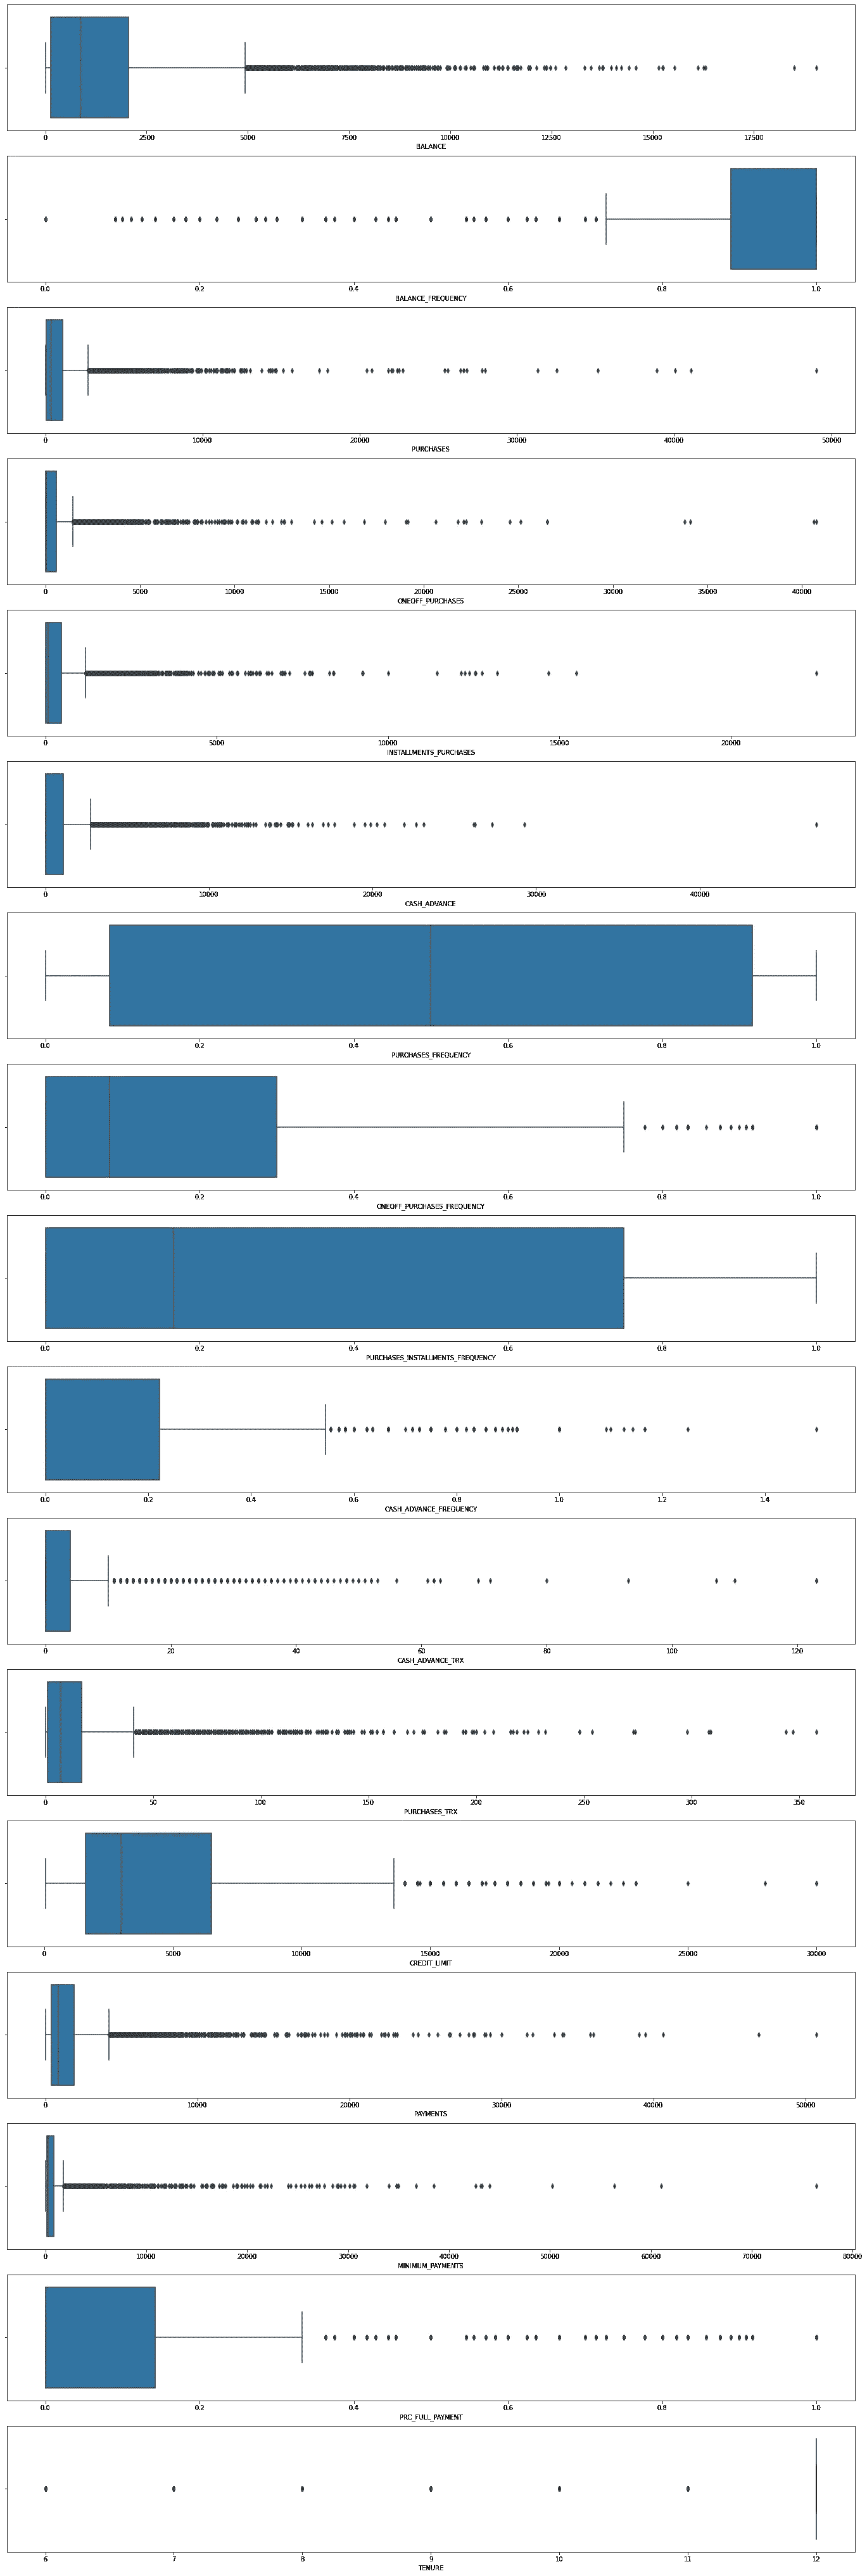 0 2500 5000 7500 10000 12500 15000 17500
BALANCE
0.0 0.2 0.4 0.6 0.8 1.0
BALANCE_FREQUENCY
0 10000 20000 30000 40000 50000
PURCHASES
0 5000 10000 15000 20000 25000 30000 35000 40000
ONEOFF_PURCHASES
0 5000 10000 15000 20000
INSTALLMENTS_PURCHASES
0 10000 20000 30000 40000
CASH_ADVANCE
0.0 0.2 0.4 0.6 0.8 1.0
PURCHASES_FREQUENCY
0.0 0.2 0.4 0.6 0.8 1.0
ONEOFF_PURCHASES_FREQUENCY
0.0 0.2 0.4 0.6 0.8 1.0
PURCHASES_INSTALLMENTS_FREQUENCY
0.0 0.2 0.4 0.6 0.8 1.0 1.2 1.4
CASH_ADVANCE_FREQUENCY
0 20 40 60 80 100 120
CASH_ADVANCE_TRX
0 50 100 150 200 250 300 350
PURCHASES_TRX
0 5000 10000 15000 20000 25000 30000
CREDIT_LIMIT
0 10000 20000 30000 40000 50000
PAYMENTS
0 10000 20000 30000 40000 50000 60000 70000 80000
MINIMUM_PAYMENTS
0.0 0.2 0.4 0.6 0.8 1.0
PRC_FULL_PAYMENT
6 7 8 9 10 11 12
TENURE